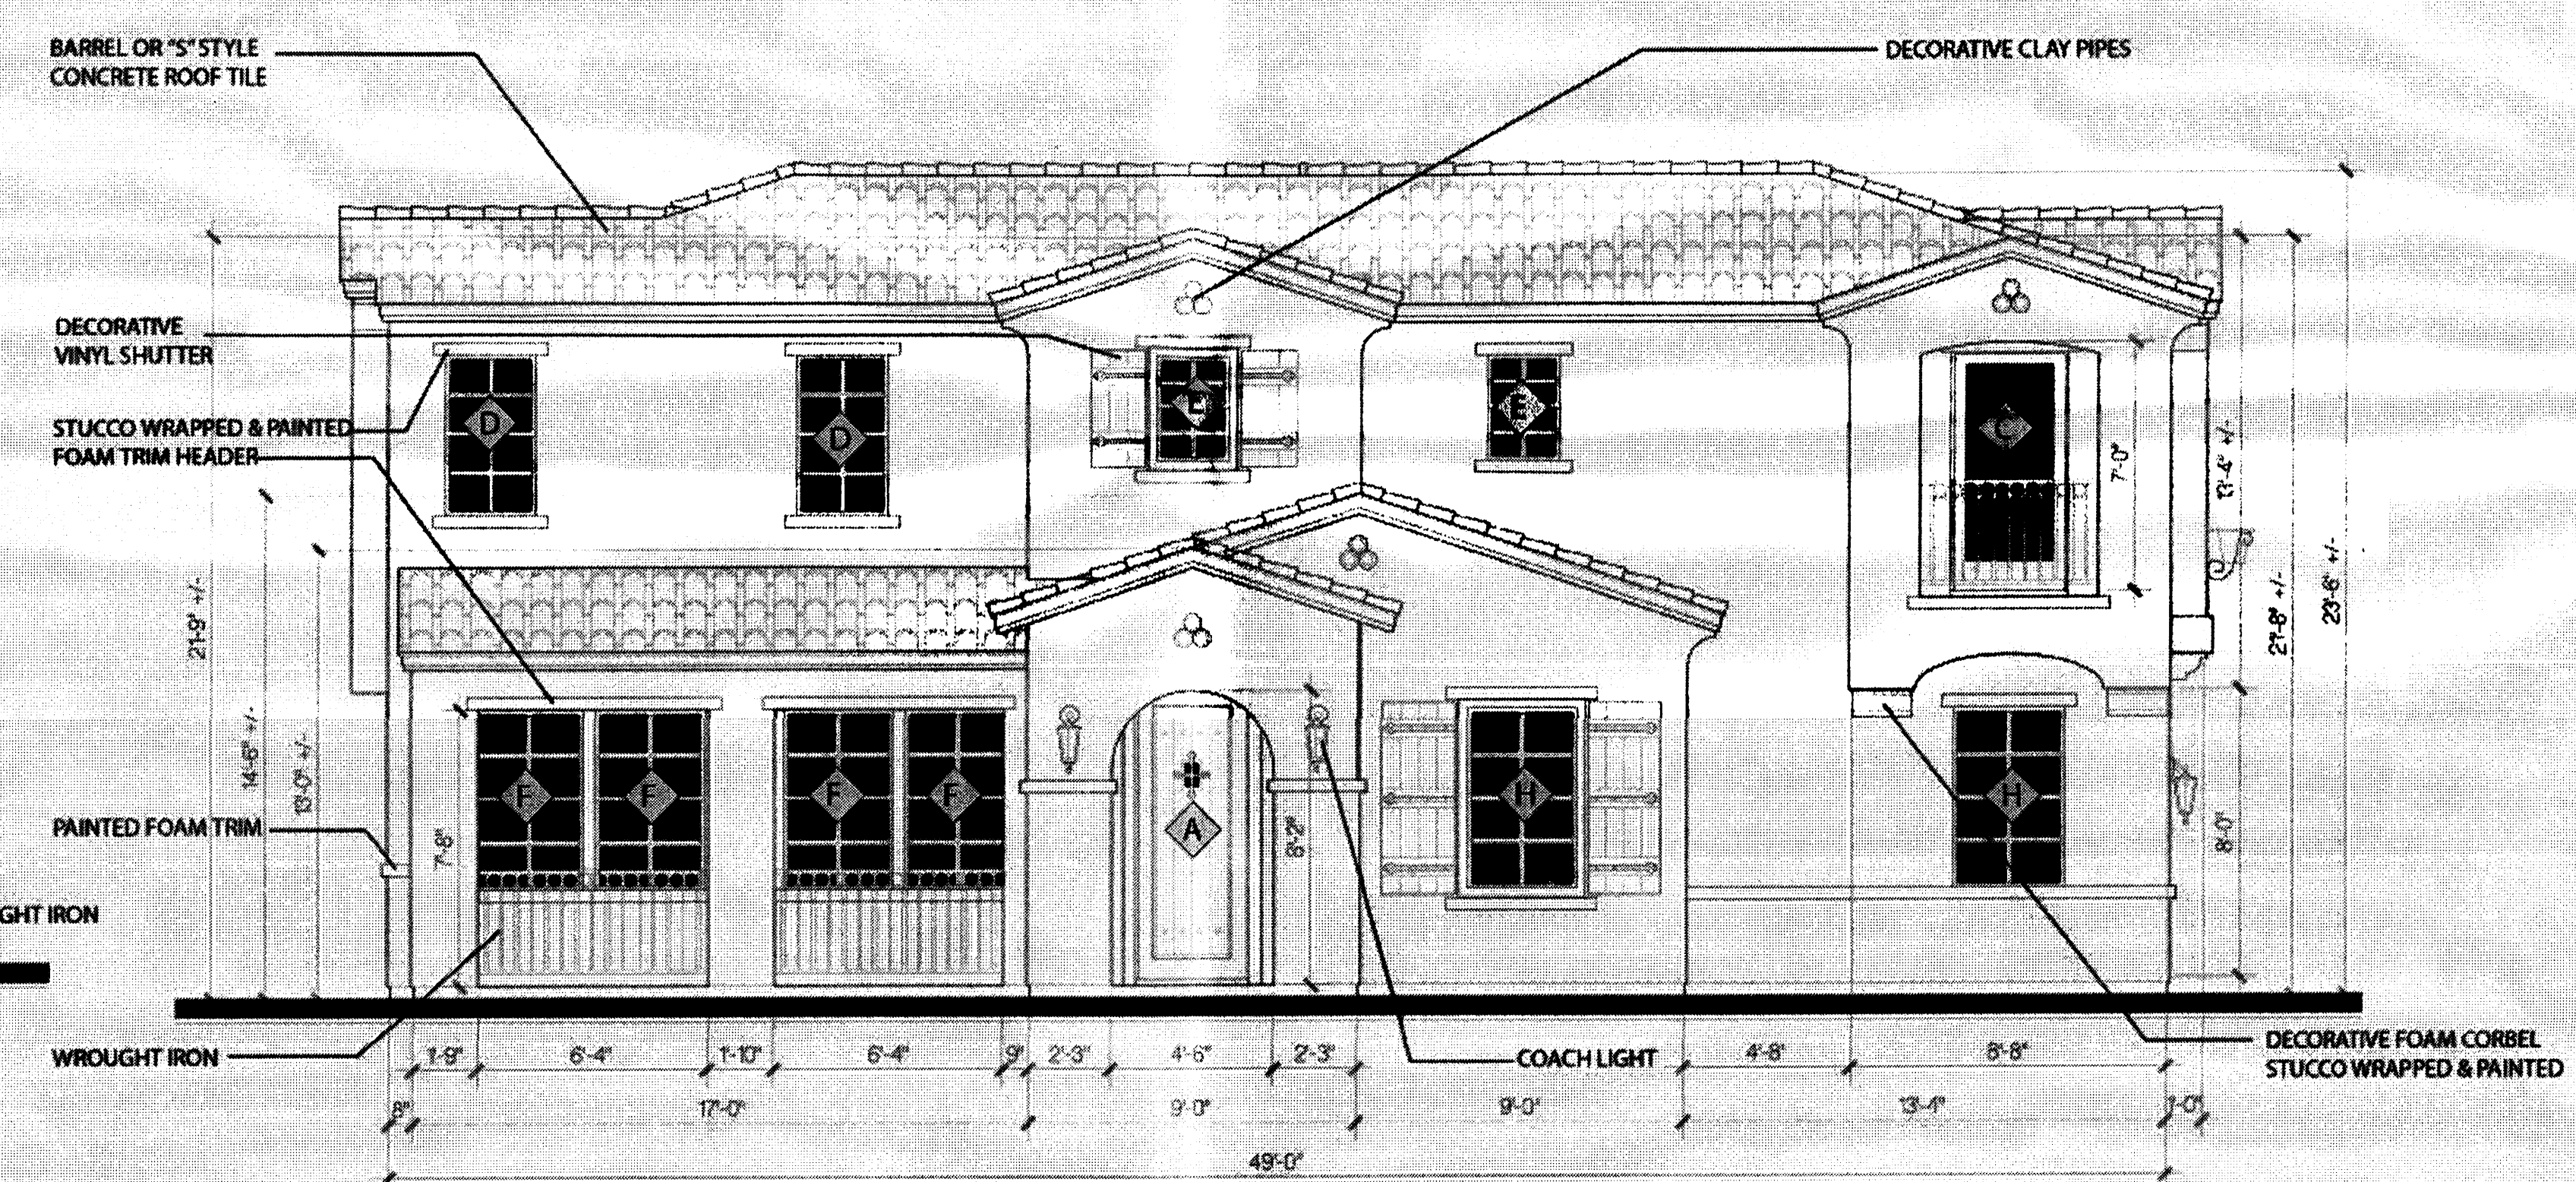 BARREL OR "S" STYLE
CONCRETE ROOF TILE
DECORATIVE CLAY PIPES
DECORATIVE
VINYL SHUTTER
STUCCO WRAPPED & PAINTED
FOAM TRIM HEADER
PAINTED FOAM TRIM
GHT IRON
WROUGHT IRON
COACH LIGHT
DECORATIVE FOAM CORBEL
STUCCO WRAPPED & PAINTED
D
D
E
E
C
F
F
F
F
A
H
H
21'-9" +/-
14'-6" +/-
13'-0" +/-
7'-8"
8'-2"
7'-0"
8'-0"
23'-6" +/-
1'-9"
6'-4"
1'-10"
6'-4"
9"
2'-3"
4'-6"
2'-3"
4'-8"
8'-8"
8"
17'-0"
9'-0"
9'-0"
13'-4"
1'-0"
49'-0"